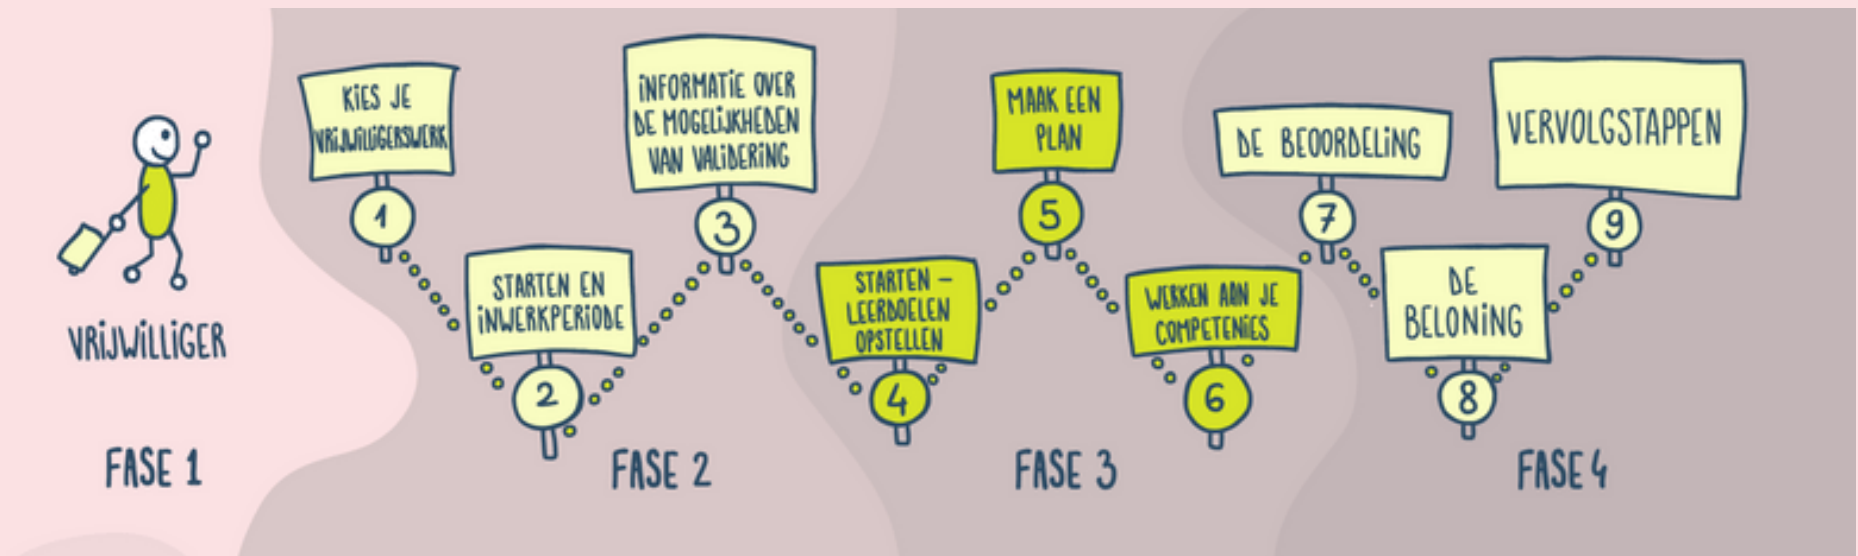 VRIJWILLIGER
FASE 1
KIES JE
VRIJWILLIGERSWERK
1
STARTEN EN
INWERKPERIODE
2
INFORMATIE OVER
DE MOGELIJKHEDEN
VAN VALIDERING
3
FASE 2
STARTEN –
LEERDOELEN
OPSTELLEN
4
MAAK EEN
PLAN
5
WERKEN AAN JE
COMPETENIES
6
FASE 3
DE BEOORDELING
7
DE
BELONING
8
VERVOLGSTAPPEN
9
FASE 4